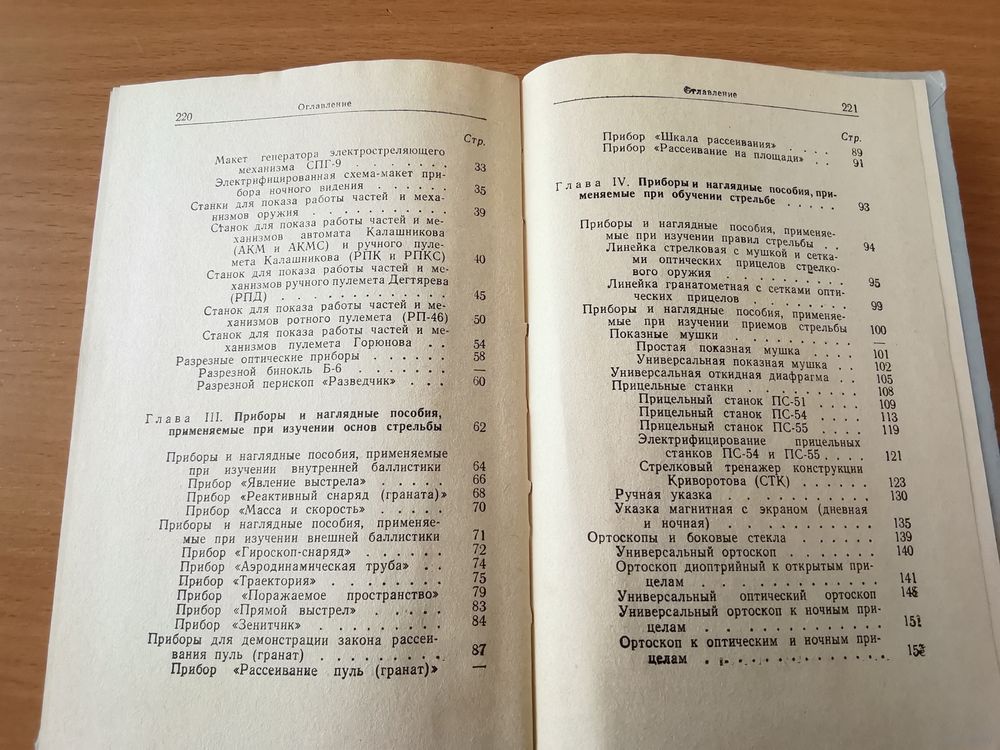 220
Оглавление
Стр.
Макет генератора электростреляющего
механизма СПГ-9 . . . . . . 33
Электрифицированная схема-макет при-
бора ночного видения . . . . . . 35
Станки для показа работы частей и меха-
низмов оружия . . . . . . . . . . 39
Станок для показа работы частей и ме-
ханизмов автомата Калашникова
(АКМ и АКМС) и ручного пуле-
мета Калашникова (РПК и РПКС) 40
Станок для показа работы частей и ме-
ханизмов ручного пулемета Дегтярева
(РПД) . . . . . . . . . . . . 45
Станок для показа работы частей и ме-
ханизмов ротного пулемета (РП-46) 50
Станок для показа работы частей и ме-
ханизмов пулемета Горюнова . . 54
Разрезные оптические приборы . . . . . . 58
Разрезной бинокль Б-6 . . . . . . —
Разрезной перископ «Разведчик» . . . 60
Глава III. Приборы и наглядные пособия,
применяемые при изучении основ стрельбы 62
Приборы и наглядные пособия, применяемые
при изучении внутренней баллистики 64
Прибор «Явление выстрела» . . . . . 66
Прибор «Реактивный снаряд (граната)» 68
Прибор «Масса и скорость» . . . . . 70
Приборы и наглядные пособия, применяе-
мые при изучении внешней баллистики 71
Прибор «Гироскоп-снаряд» . . . . . . 72
Прибор «Аэродинамическая труба» . . 74
Прибор «Траектория» . . . . . . . . 75
Прибор «Поражаемое пространство» 79
Прибор «Прямой выстрел» . . . . . 83
Прибор «Зенитчик» . . . . . . . . 84
Приборы для демонстрации закона рассеи-
вания пуль (гранат) . . . . . . . . . 87
Прибор «Рассеивание пуль (гранат)» —
Оглавление
221
Стр.
Прибор «Шкала рассеивания» . . . . 89
Прибор «Рассеивание на площади» . . 91
Глава IV. Приборы и наглядные пособия, при-
меняемые при обучении стрельбе . . . . . 93
Приборы и наглядные пособия, применяе-
мые при изучении правил стрельбы . . 94
Линейка стрелковая с мушкой и сетка-
ми оптических прицелов стрелко-
вого оружия . . . . . . . . . 95
Линейка гранатометная с сетками опти-
ческих прицелов . . . . . . . 99
Приборы и наглядные пособия, применяе-
мые при изучении приемов стрельбы 100
Показные мушки . . . . . . . . . . —
Простая показная мушка . . . . 101
Универсальная показная мушка . . 102
Универсальная откидная диафрагма . . 105
Прицельные станки . . . . . . . . . 108
Прицельный станок ПС-51 . . . . 109
Прицельный станок ПС-54 . . . . 113
Прицельный станок ПС-55 . . . . 119
Электрифицирование прицельных
станков ПС-54 и ПС-55 . . . . 121
Стрелковый тренажер конструкции
Криворотова (СТК) . . . . . . 123
Ручная указка . . . . . . . . . . . 130
Указка магнитная с экраном (дневная
и ночная) . . . . . . . . . . . 135
Ортоскопы и боковые стекла . . . . . . . 139
Универсальный ортоскоп . . . . . . . 140
Ортоскоп диоптрийный к открытым при-
целам . . . . . . . . . . . . 141
Универсальный оптический ортоскоп 148
Универсальный ортоскоп к ночным при-
целам . . . . . . . . . . . . 151
Ортоскоп к оптическим и ночным при-
целам . . . . . . . . . . . .